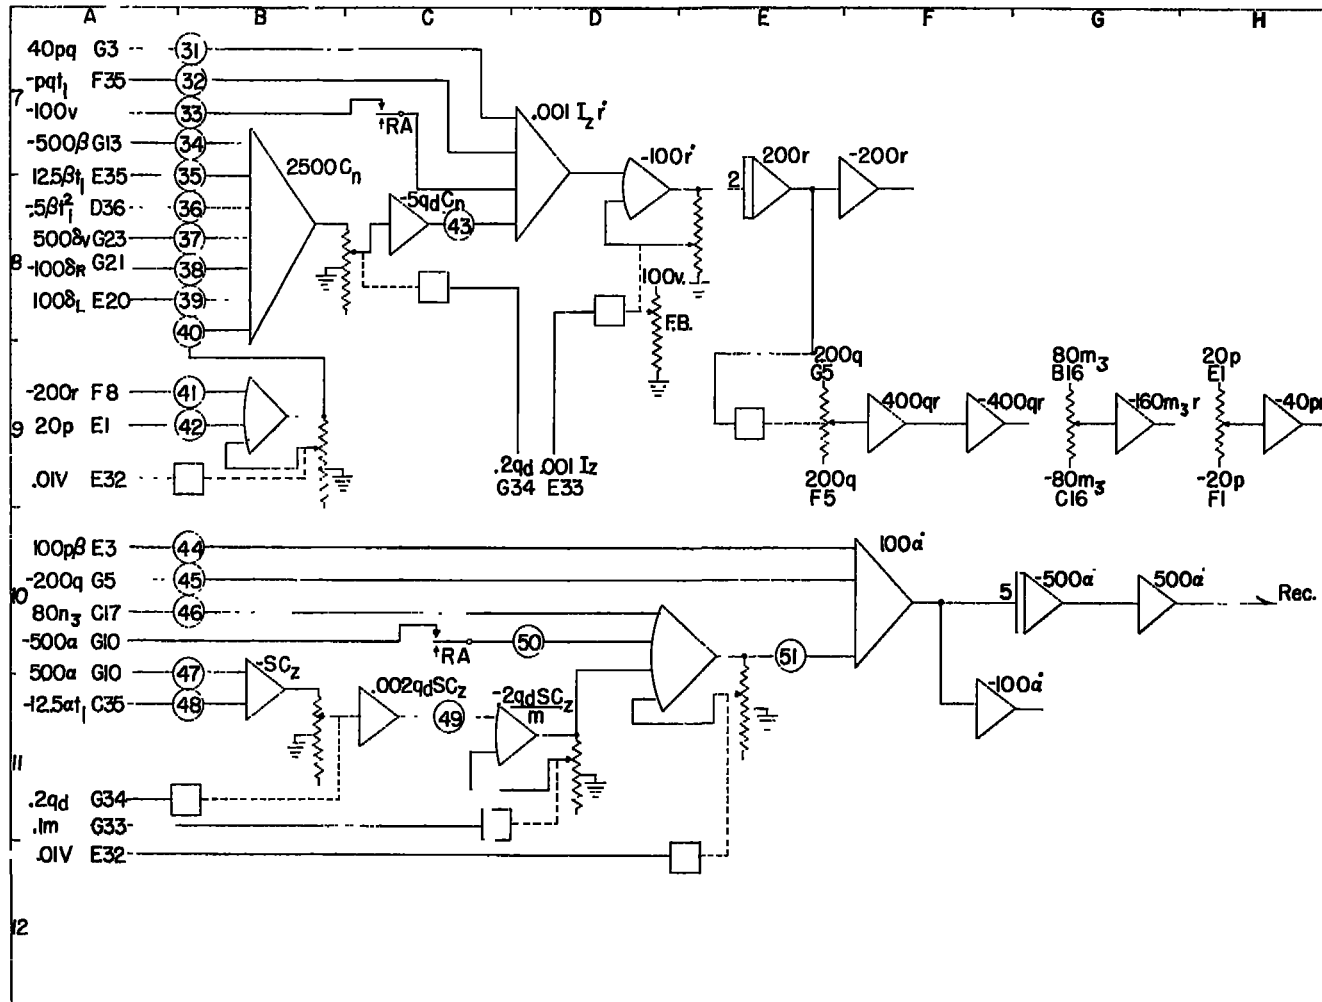 A B C D E F G H
40pq G3 31
-pqt₁ F35 32
7
-100v 33
-500β G13 34
12.5βt₁ E35 35
-.5βt₁² D36 36
500δv G23 37
8
-100δR G21 38
100δL E20 39
40
-200r F8 41
9 20p E1 42
.01V E32
2500Cn
↑RA
-5qdCn
43
.001 Izṙ
-100ṙ
100v.
F.B.
.2qd .001 Iz
G34 E33
2 200r
-200r
200q
G5
200q
F5
400qr
-400qr
80m₃
B16
-80m₃
C16
-160m₃r
20p
E1
-20p
F1
-40pr
100pβ E3 44
-200q G5 45
10
80n₃ C17 46
-500α G10
↑RA
50
500α G10 47
-12.5αt₁ C35 48
-SCz
.002qdSCz
49
-2qdSCz
m
51
100α̇
5 -500α
500α
Rec.
-100α̇
11
.2qd G34
.1m G33
.01V E32
12